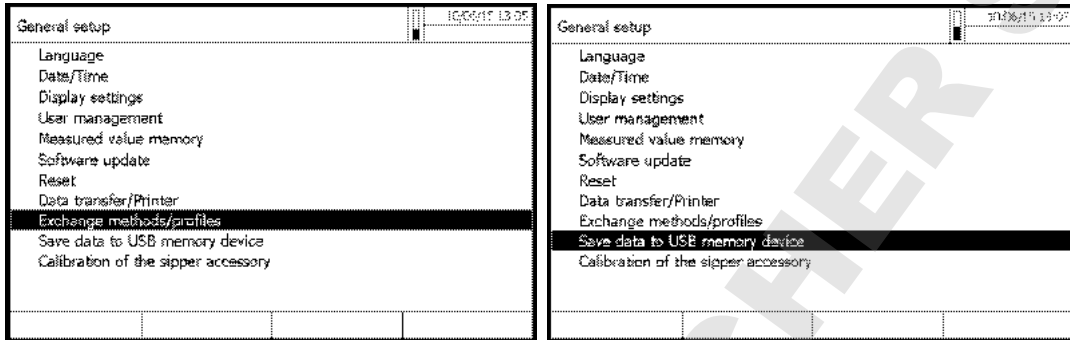 General setup
Language
Date/Time
Display settings
User management
Measured value memory
Software update
Reset
Data transfer/Printer
Exchange methods/profiles
Save data to USB memory device
Calibration of the sipper accessory
General setup
Language
Date/Time
Display settings
User management
Measured value memory
Software update
Reset
Data transfer/Printer
Exchange methods/profiles
Save data to USB memory device
Calibration of the sipper accessory